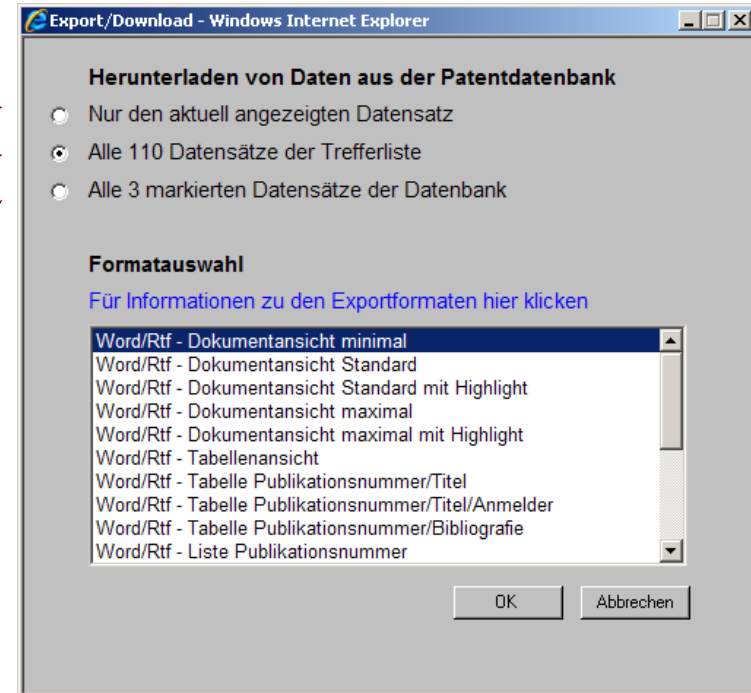 Export/Download - Windows Internet Explorer
Herunterladen von Daten aus der Patentdatenbank
Nur den aktuell angezeigten Datensatz
Alle 110 Datensätze der Trefferliste
Alle 3 markierten Datensätze der Datenbank
Formatauswahl
Für Informationen zu den Exportformaten hier klicken
Word/Rtf - Dokumentansicht minimal
Word/Rtf - Dokumentansicht Standard
Word/Rtf - Dokumentansicht Standard mit Highlight
Word/Rtf - Dokumentansicht maximal
Word/Rtf - Dokumentansicht maximal mit Highlight
Word/Rtf - Tabellenansicht
Word/Rtf - Tabelle Publikationsnummer/Titel
Word/Rtf - Tabelle Publikationsnummer/Titel/Anmelder
Word/Rtf - Tabelle Publikationsnummer/Bibliografie
Word/Rtf - Liste Publikationsnummer
OK Abbrechen